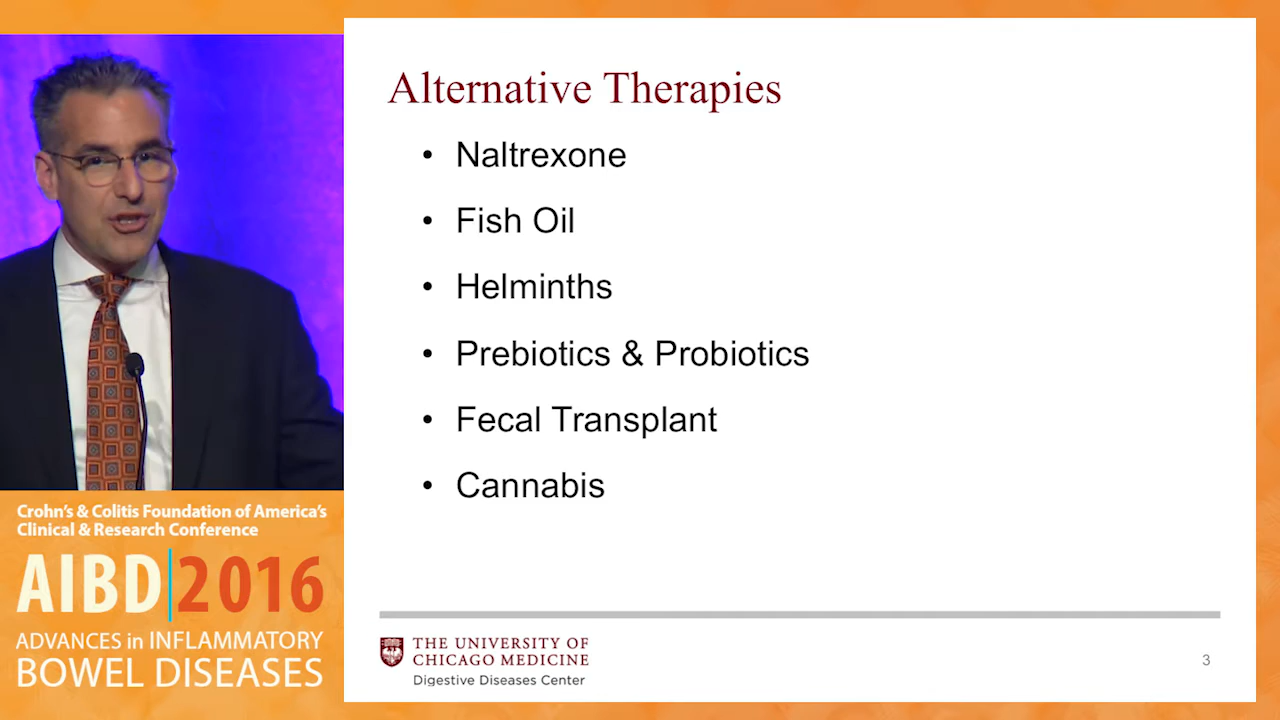 Alternative Therapies
• Naltrexone
• Fish Oil
• Helminths
• Prebiotics & Probiotics
• Fecal Transplant
• Cannabis
Crohn's & Colitis Foundation of America's
Clinical & Research Conference
AIBD|2016
ADVANCES in INFLAMMATORY
BOWEL DISEASES
THE UNIVERSITY OF
CHICAGO MEDICINE
Digestive Diseases Center
3